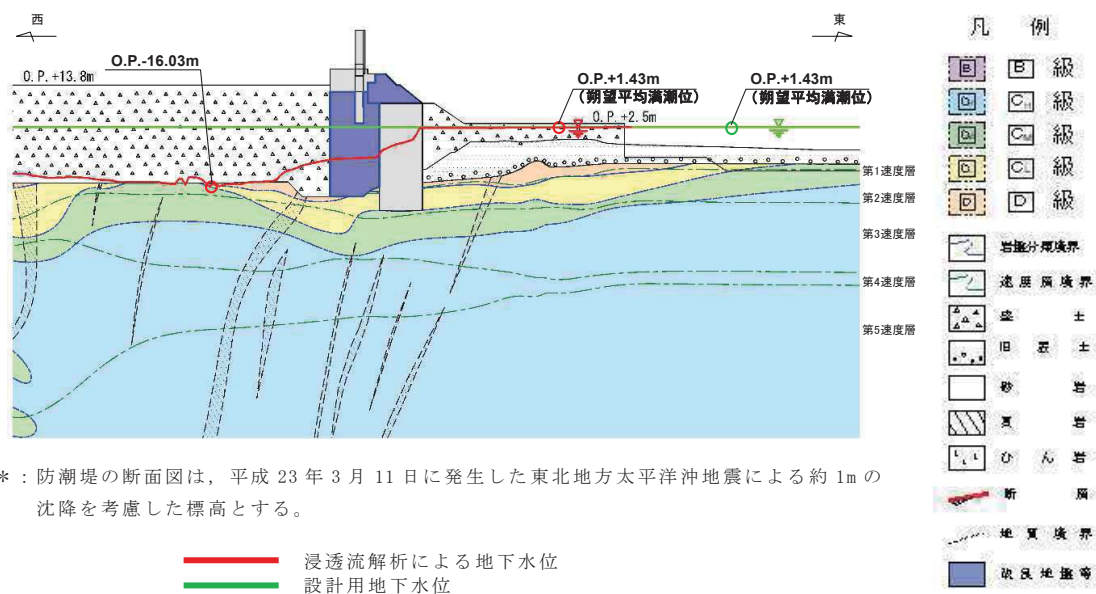 西
東
O.P.-16.03m
O.P.+13.8m
O.P.+1.43m
(朔望平均満潮位)
O.P.+1.43m
(朔望平均満潮位)
O.P.+2.5m
第1速度層
第2速度層
第3速度層
第4速度層
第5速度層
凡 例
B B 級
CH 級
CM 級
CL 級
D D 級
岩盤分類境界
速度層境界
盛 土
旧 表 土
砂 岩
頁 岩
ひ ん 岩
断 層
地 質 境 界
改 良 地 盤 等
*:防潮堤の断面図は,平成 23 年 3 月 11 日に発生した東北地方太平洋沖地震による約 1m の
沈降を考慮した標高とする。
浸透流解析による地下水位
設計用地下水位